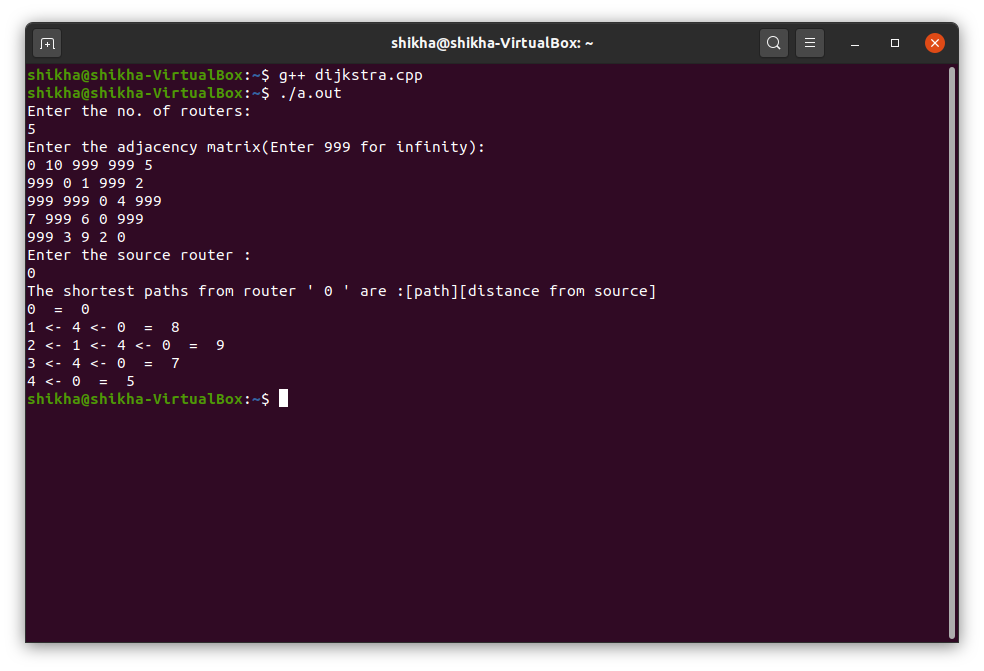 shikha@shikha-VirtualBox: ~
shikha@shikha-VirtualBox:~$ g++ dijkstra.cpp
shikha@shikha-VirtualBox:~$ ./a.out
Enter the no. of routers:
5
Enter the adjacency matrix(Enter 999 for infinity):
0 10 999 999 5
999 0 1 999 2
999 999 0 4 999
7 999 6 0 999
999 3 9 2 0
Enter the source router :
0
The shortest paths from router ' 0 ' are :[path][distance from source]
0  =  0
1 <- 4 <- 0  =  8
2 <- 1 <- 4 <- 0  =  9
3 <- 4 <- 0  =  7
4 <- 0  =  5
shikha@shikha-VirtualBox:~$